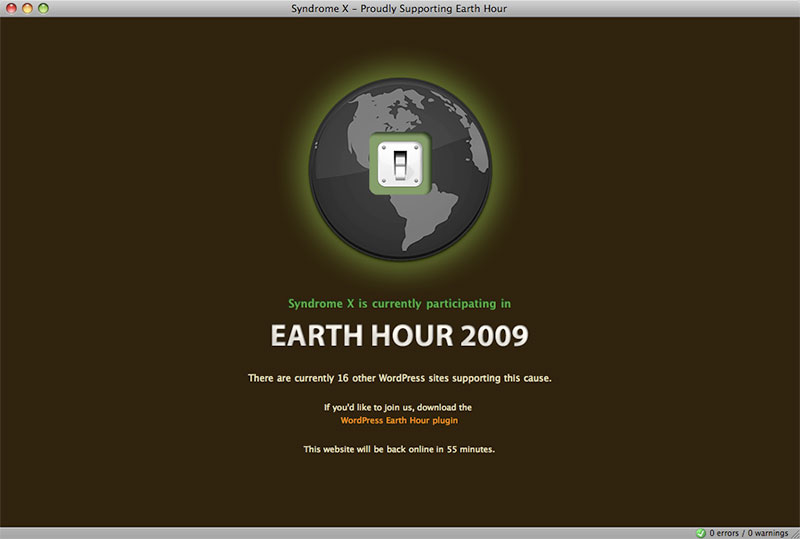 Syndrome X – Proudly Supporting Earth Hour
Syndrome X is currently participating in
EARTH HOUR 2009
There are currently 16 other WordPress sites supporting this cause.
If you'd like to join us, download the
WordPress Earth Hour plugin
This website will be back online in 55 minutes.
0 errors / 0 warnings